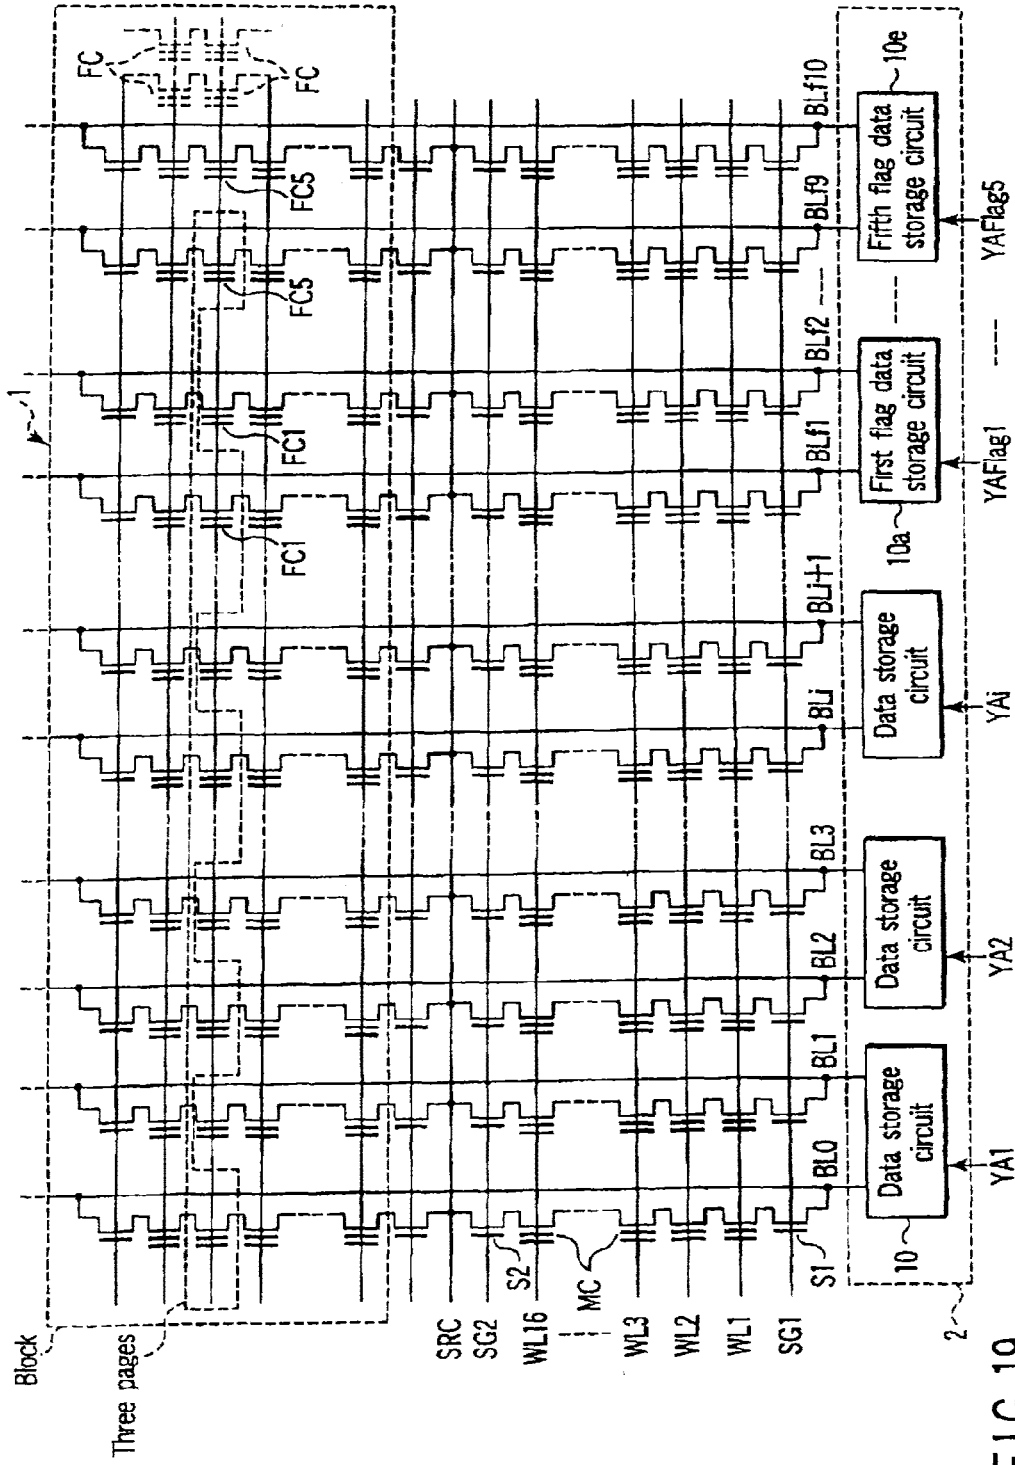 Block
Three pages
1
FC
FC
FC1
FC1
FC5
FC5
SRC
SG2
WL16
S2
MC
WL3
WL2
WL1
SG1
S1
BL0
BL1
BL2
BL3
BLi
BLi+1
BLf1
BLf2
BLf9
BLf10
10
Data storage
circuit
Data storage
circuit
Data storage
circuit
10a
First flag data
storage circuit
Fifth flag data
storage circuit
10e
2
YA1
YA2
YAi
YAFlag1
YAFlag5
FIG. 19